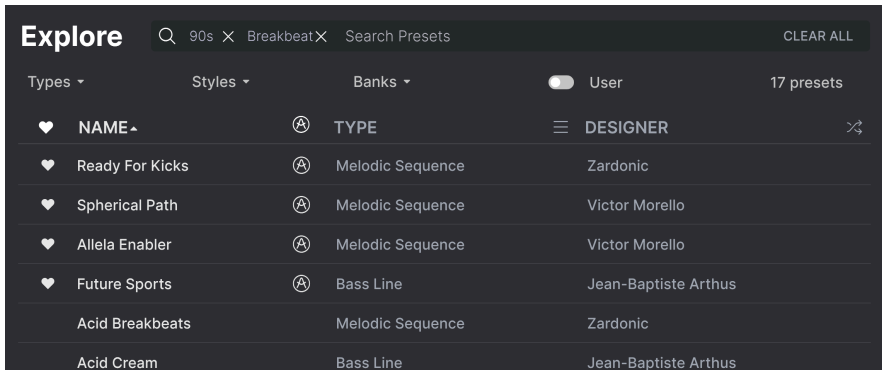 Explore 90s Breakbeat Search Presets CLEAR ALL
Types Styles Banks User 17 presets
NAME TYPE DESIGNER
Ready For Kicks Melodic Sequence Zardonic
Spherical Path Melodic Sequence Victor Morello
Allela Enabler Melodic Sequence Victor Morello
Future Sports Bass Line Jean-Baptiste Arthus
Acid Breakbeats Melodic Sequence Zardonic
Acid Cream Bass Line Jean-Baptiste Arthus